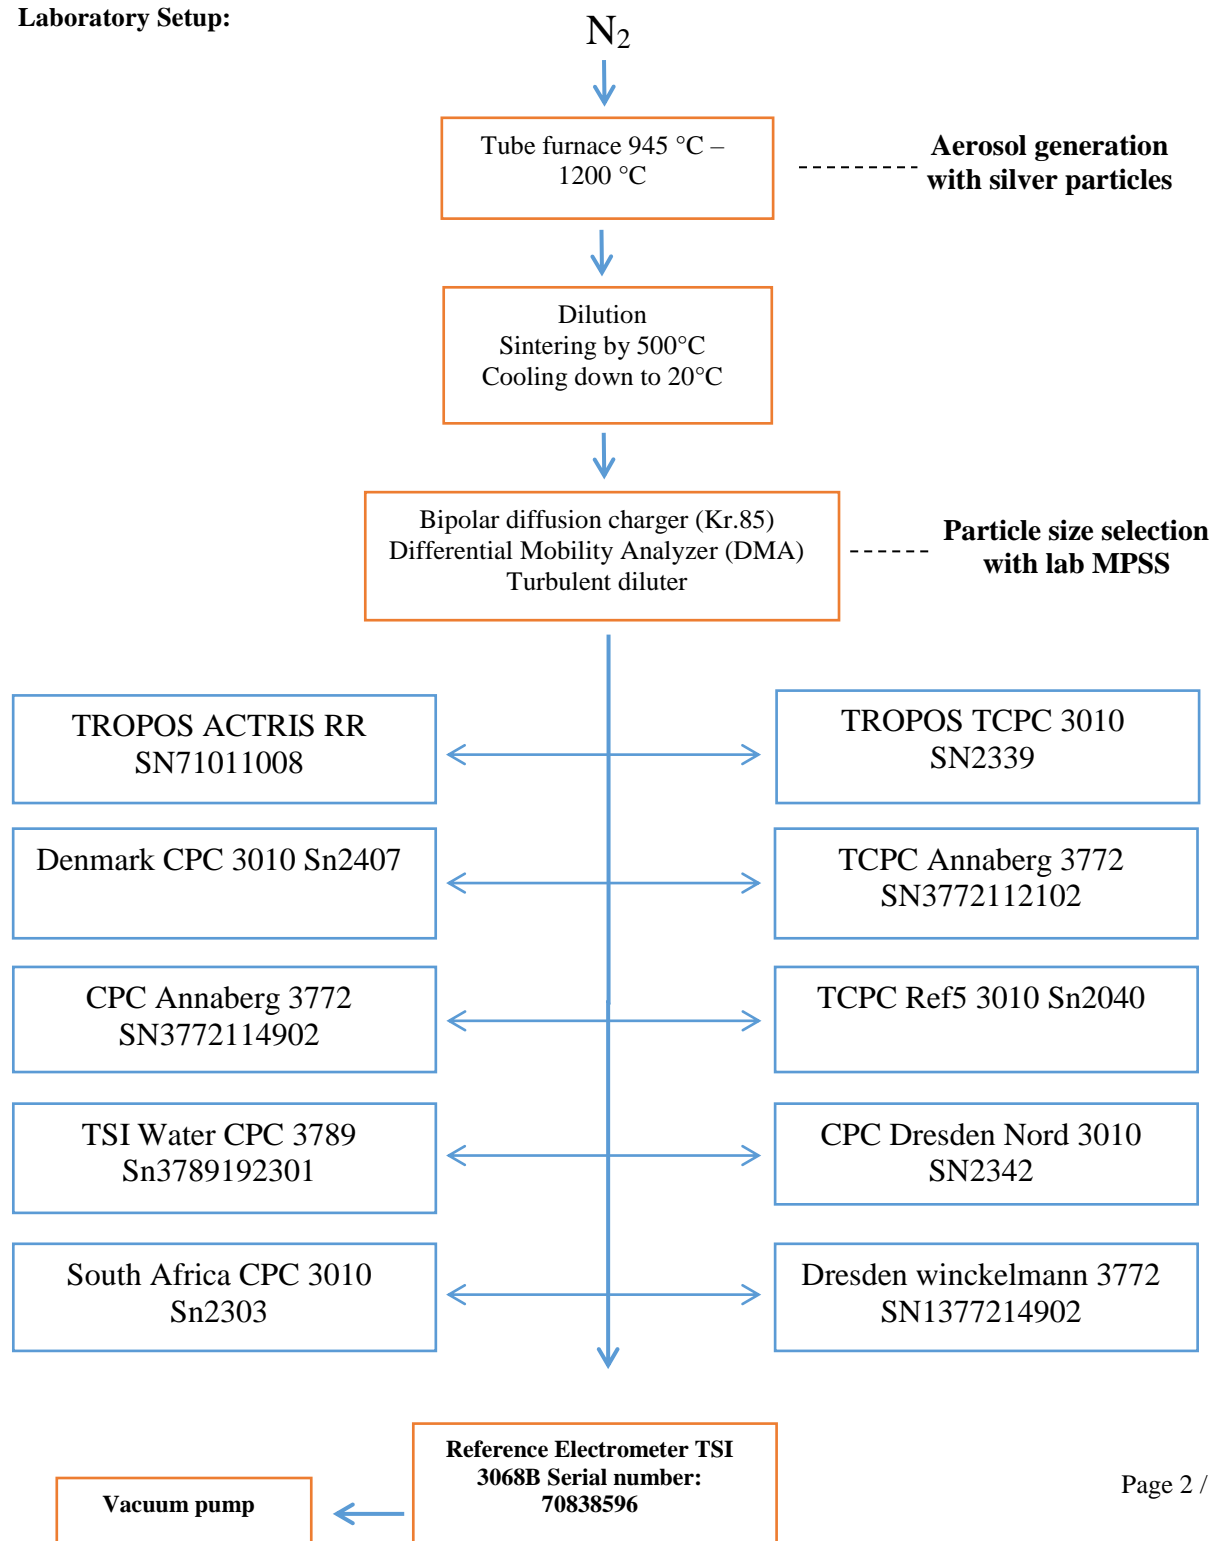 Laboratory Setup:
N₂
Tube furnace 945 °C –
1200 °C
Aerosol generation
with silver particles
Dilution
Sintering by 500°C
Cooling down to 20°C
Bipolar diffusion charger (Kr.85)
Differential Mobility Analyzer (DMA)
Turbulent diluter
Particle size selection
with lab MPSS
TROPOS ACTRIS RR
SN71011008
TROPOS TCPC 3010
SN2339
Denmark CPC 3010 Sn2407
TCPC Annaberg 3772
SN3772112102
CPC Annaberg 3772
SN3772114902
TCPC Ref5 3010 Sn2040
TSI Water CPC 3789
Sn3789192301
CPC Dresden Nord 3010
SN2342
South Africa CPC 3010
Sn2303
Dresden winckelmann 3772
SN1377214902
Reference Electrometer TSI
3068B Serial number:
70838596
Vacuum pump
Page 2 /